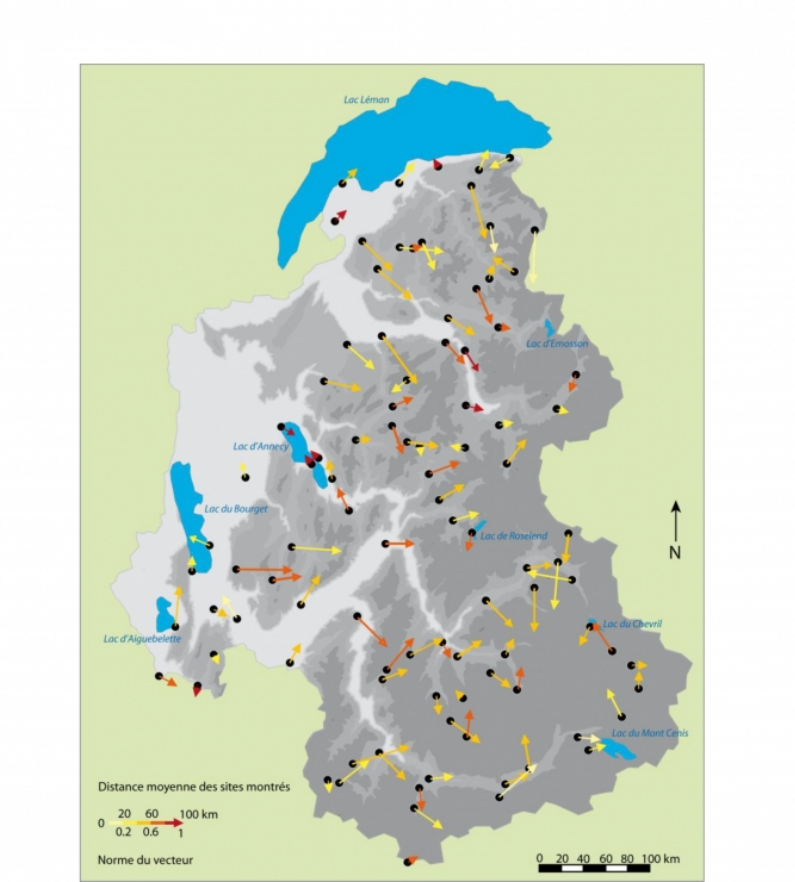 Lac Léman
Lac d'Emosson
Lac d'Annecy
Lac du Bourget
N
Lac de Roselend
Lac du Chevril
Lac d'Aiguebelette
Lac du Mont Cenis
Distance moyenne des sites montrés
20 60 100 km
0
0.2 0.6 1
Norme du vecteur
0 20 40 60 80 100 km